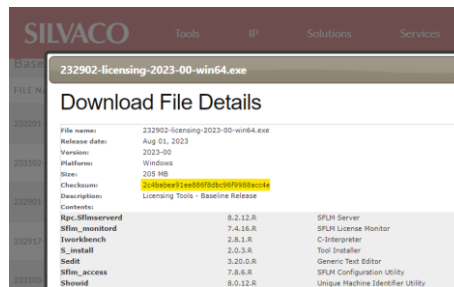 SILVACO
Tools IP Solutions Services
Base
FILE N
232902-licensing-2023-00-win64.exe
Download File Details
File name: 232902-licensing-2023-00-win64.exe
Release date: Aug 01, 2023
Version: 2023-00
Platform: Windows
Size: 205 MB
Checksum: 2c4babee91ee886f8dbc96f9988acc4e
Description: Licensing Tools - Baseline Release
Contents:
Rpc.Sflmserverd 8.2.12.R SFLM Server
Sflm_monitord 7.4.16.R SFLM License Monitor
Iworkbench 2.8.1.R C-Interpreter
S_install 2.0.3.R Tool Installer
Sedit 3.20.0.R Generic Text Editor
Sflm_access 7.8.6.R SFLM Configuration Utility
Showid 8.0.12.R Unique Machine Identifier Utility